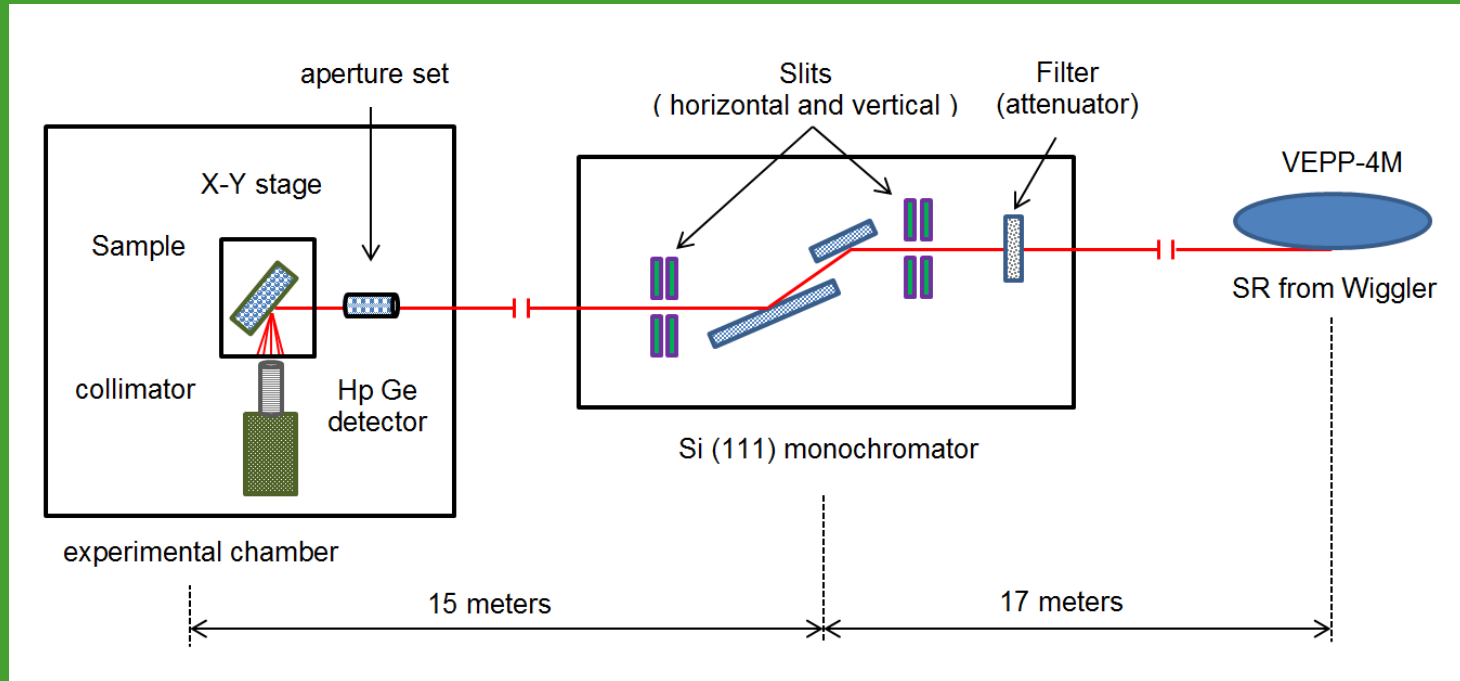 aperture set
Slits
( horizontal and vertical )
Filter
(attenuator)
VEPP-4M
X-Y stage
Sample
SR from Wiggler
collimator
Hp Ge
detector
Si (111) monochromator
experimental chamber
15 meters
17 meters